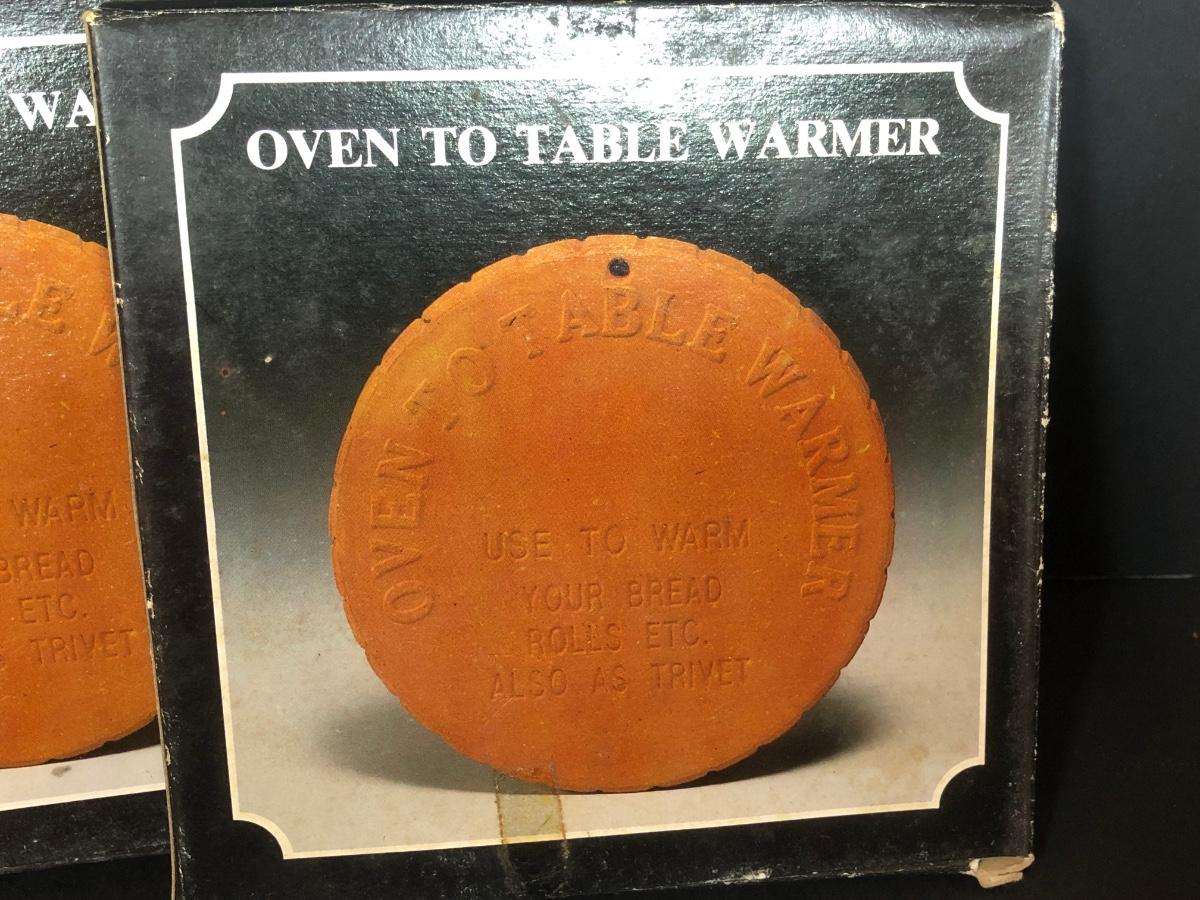 OVEN TO TABLE WARMER
OVEN TO TABLE WARMER
USE TO WARM
YOUR BREAD
ROLLS ETC.
ALSO AS TRIVET
WA
WARM
BREAD
ETC.
TRIVET